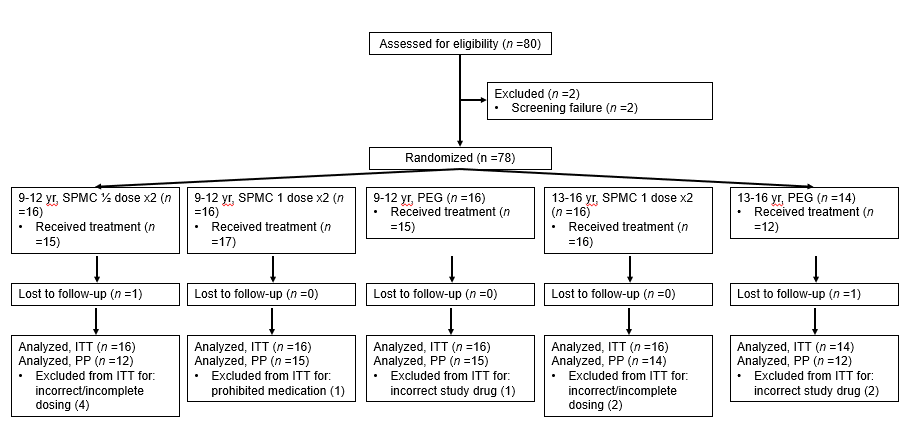 Assessed for eligibility (n =80)
Excluded (n =2)
• Screening failure (n =2)
Randomized (n =78)
9-12 yr, SPMC ½ dose x2 (n
=16)
• Received treatment (n
=15)
9-12 yr, SPMC 1 dose x2 (n
=16)
• Received treatment (n
=17)
9-12 yr, PEG (n =16)
• Received treatment (n
=15)
13-16 yr, SPMC 1 dose x2
(n =16)
• Received treatment (n
=16)
13-16 yr, PEG (n =14)
• Received treatment (n
=12)
Lost to follow-up (n =1)
Lost to follow-up (n =0)
Lost to follow-up (n =0)
Lost to follow-up (n =0)
Lost to follow-up (n =1)
Analyzed, ITT (n =16)
Analyzed, PP (n =12)
• Excluded from ITT for:
incorrect/incomplete
dosing (4)
Analyzed, ITT (n =16)
Analyzed, PP (n =15)
• Excluded from ITT for:
prohibited medication (1)
Analyzed, ITT (n =16)
Analyzed, PP (n =15)
• Excluded from ITT for:
incorrect study drug (1)
Analyzed, ITT (n =16)
Analyzed, PP (n =14)
• Excluded from ITT for:
incorrect/incomplete
dosing (2)
Analyzed, ITT (n =14)
Analyzed, PP (n =12)
• Excluded from ITT for:
incorrect study drug (2)